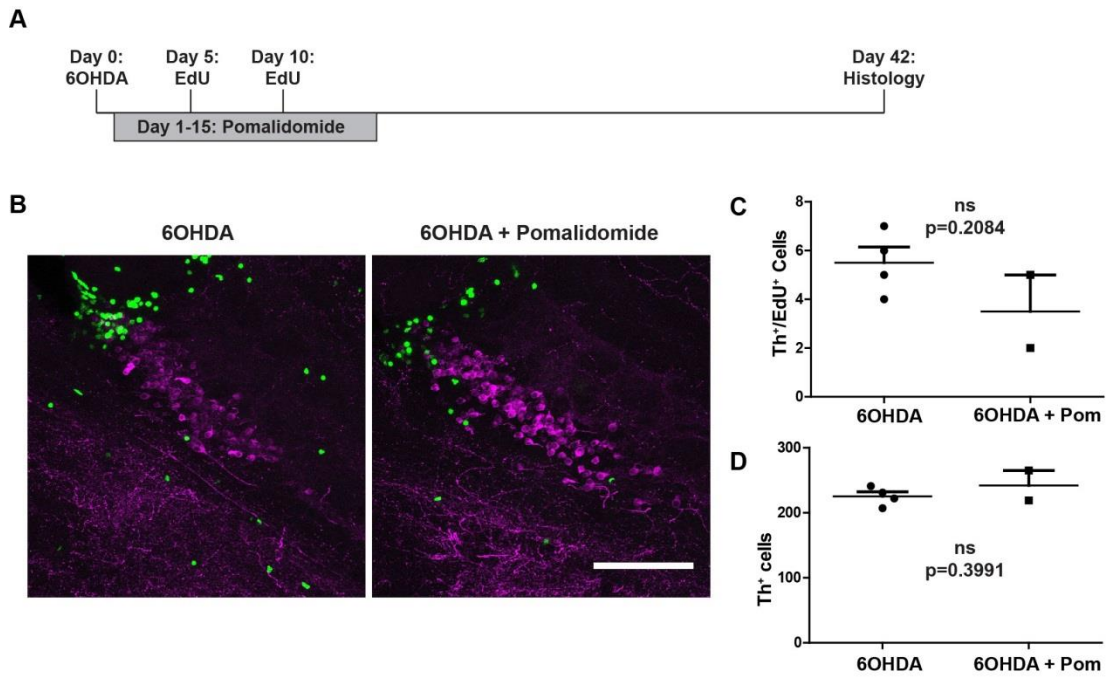 A
Day 0:
6OHDA
Day 5:
EdU
Day 10:
EdU
Day 42:
Histology
Day 1-15: Pomalidomide
B
6OHDA
6OHDA + Pomalidomide
C
ns
p=0.2084
Th⁺/EdU⁺ Cells
8
6
4
2
0
6OHDA
6OHDA + Pom
D
ns
p=0.3991
Th⁺ cells
300
200
100
0
6OHDA
6OHDA + Pom